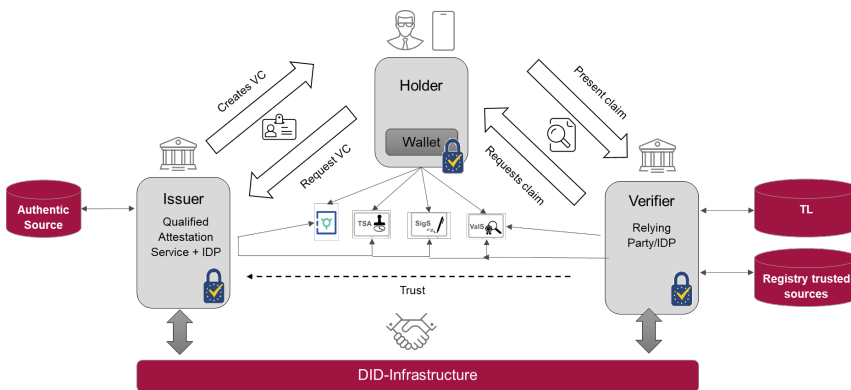 Creates VC
Request VC
Holder
Wallet
Present claim
Requests claim
Authentic
Source
Issuer
Qualified
Attestation
Service + IDP
TSA
SigS
ValS
Verifier
Relying
Party/IDP
TL
Registry trusted
sources
Trust
DID-Infrastructure